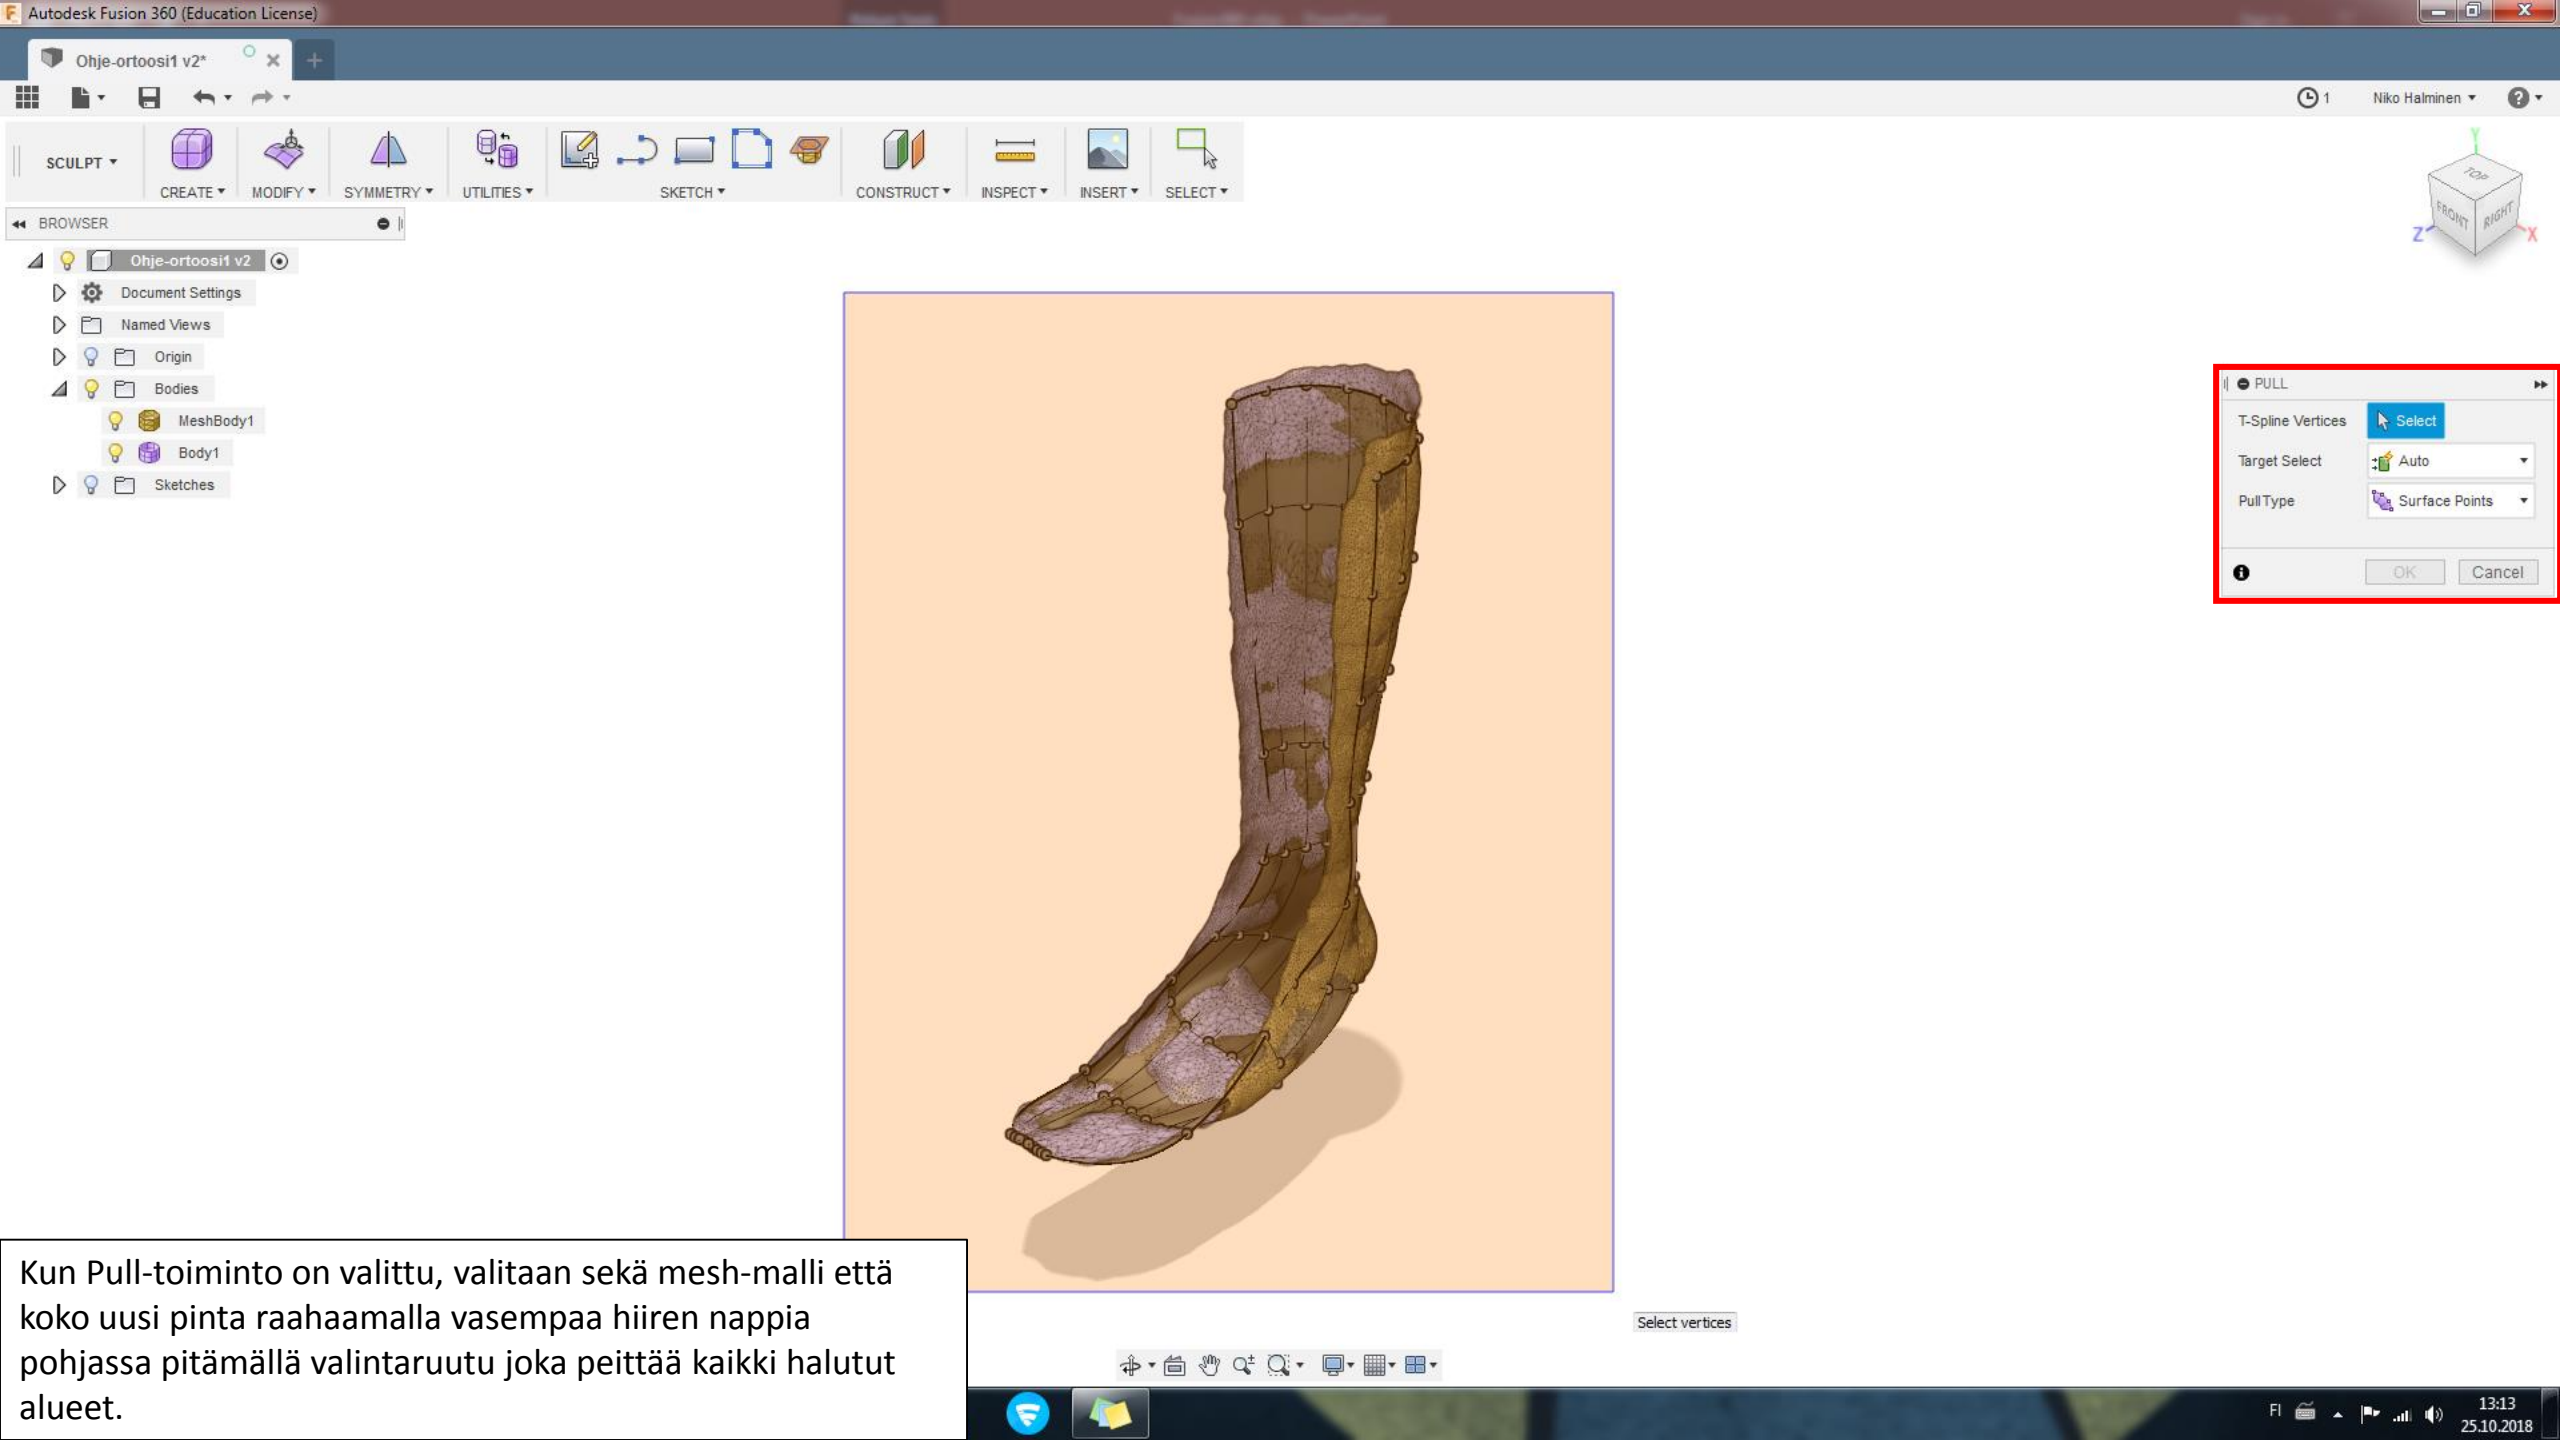 Autodesk Fusion 360 (Education License)
Ohje-ortoosi1 v2*
1 Niko Halminen
SCULPT
CREATE MODIFY SYMMETRY UTILITIES SKETCH CONSTRUCT INSPECT INSERT SELECT
Y
TOP
FRONT RIGHT
Z X
BROWSER
Ohje-ortoosi1 v2
Document Settings
Named Views
Origin
Bodies
MeshBody1
Body1
Sketches
PULL
T-Spline Vertices Select
Target Select Auto
Pull Type Surface Points
OK Cancel
Kun Pull-toiminto on valittu, valitaan sekä mesh-malli että
koko uusi pinta raahaamalla vasempaa hiiren nappia
pohjassa pitämällä valintaruutu joka peittää kaikki halutut
alueet.
Select vertices
FI
13:13
25.10.2018